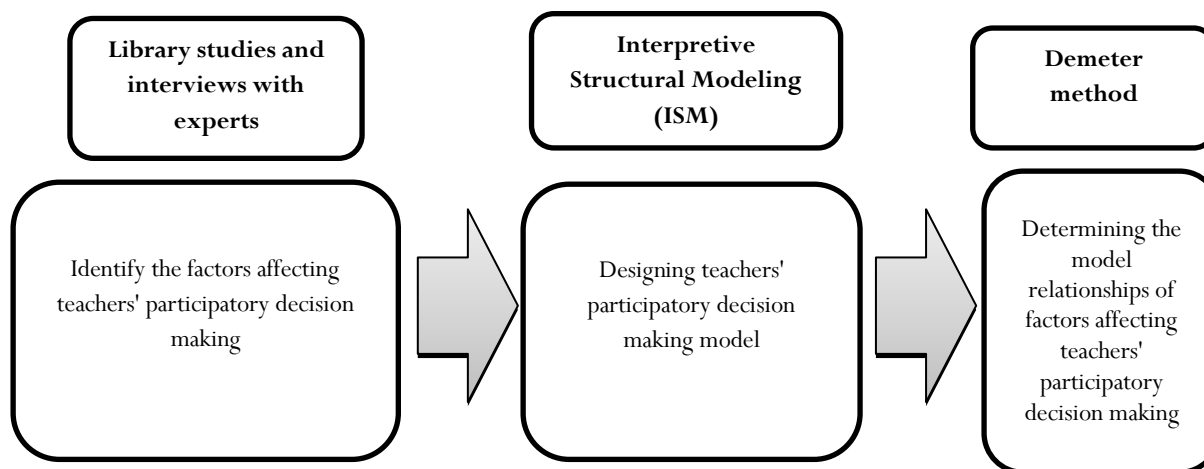 Library studies and
interviews with
experts
Interpretive
Structural Modeling
(ISM)
Demeter
method
Identify the factors affecting
teachers' participatory decision
making
Designing teachers'
participatory decision
making model
Determining the
model
relationships of
factors affecting
teachers'
participatory
decision making